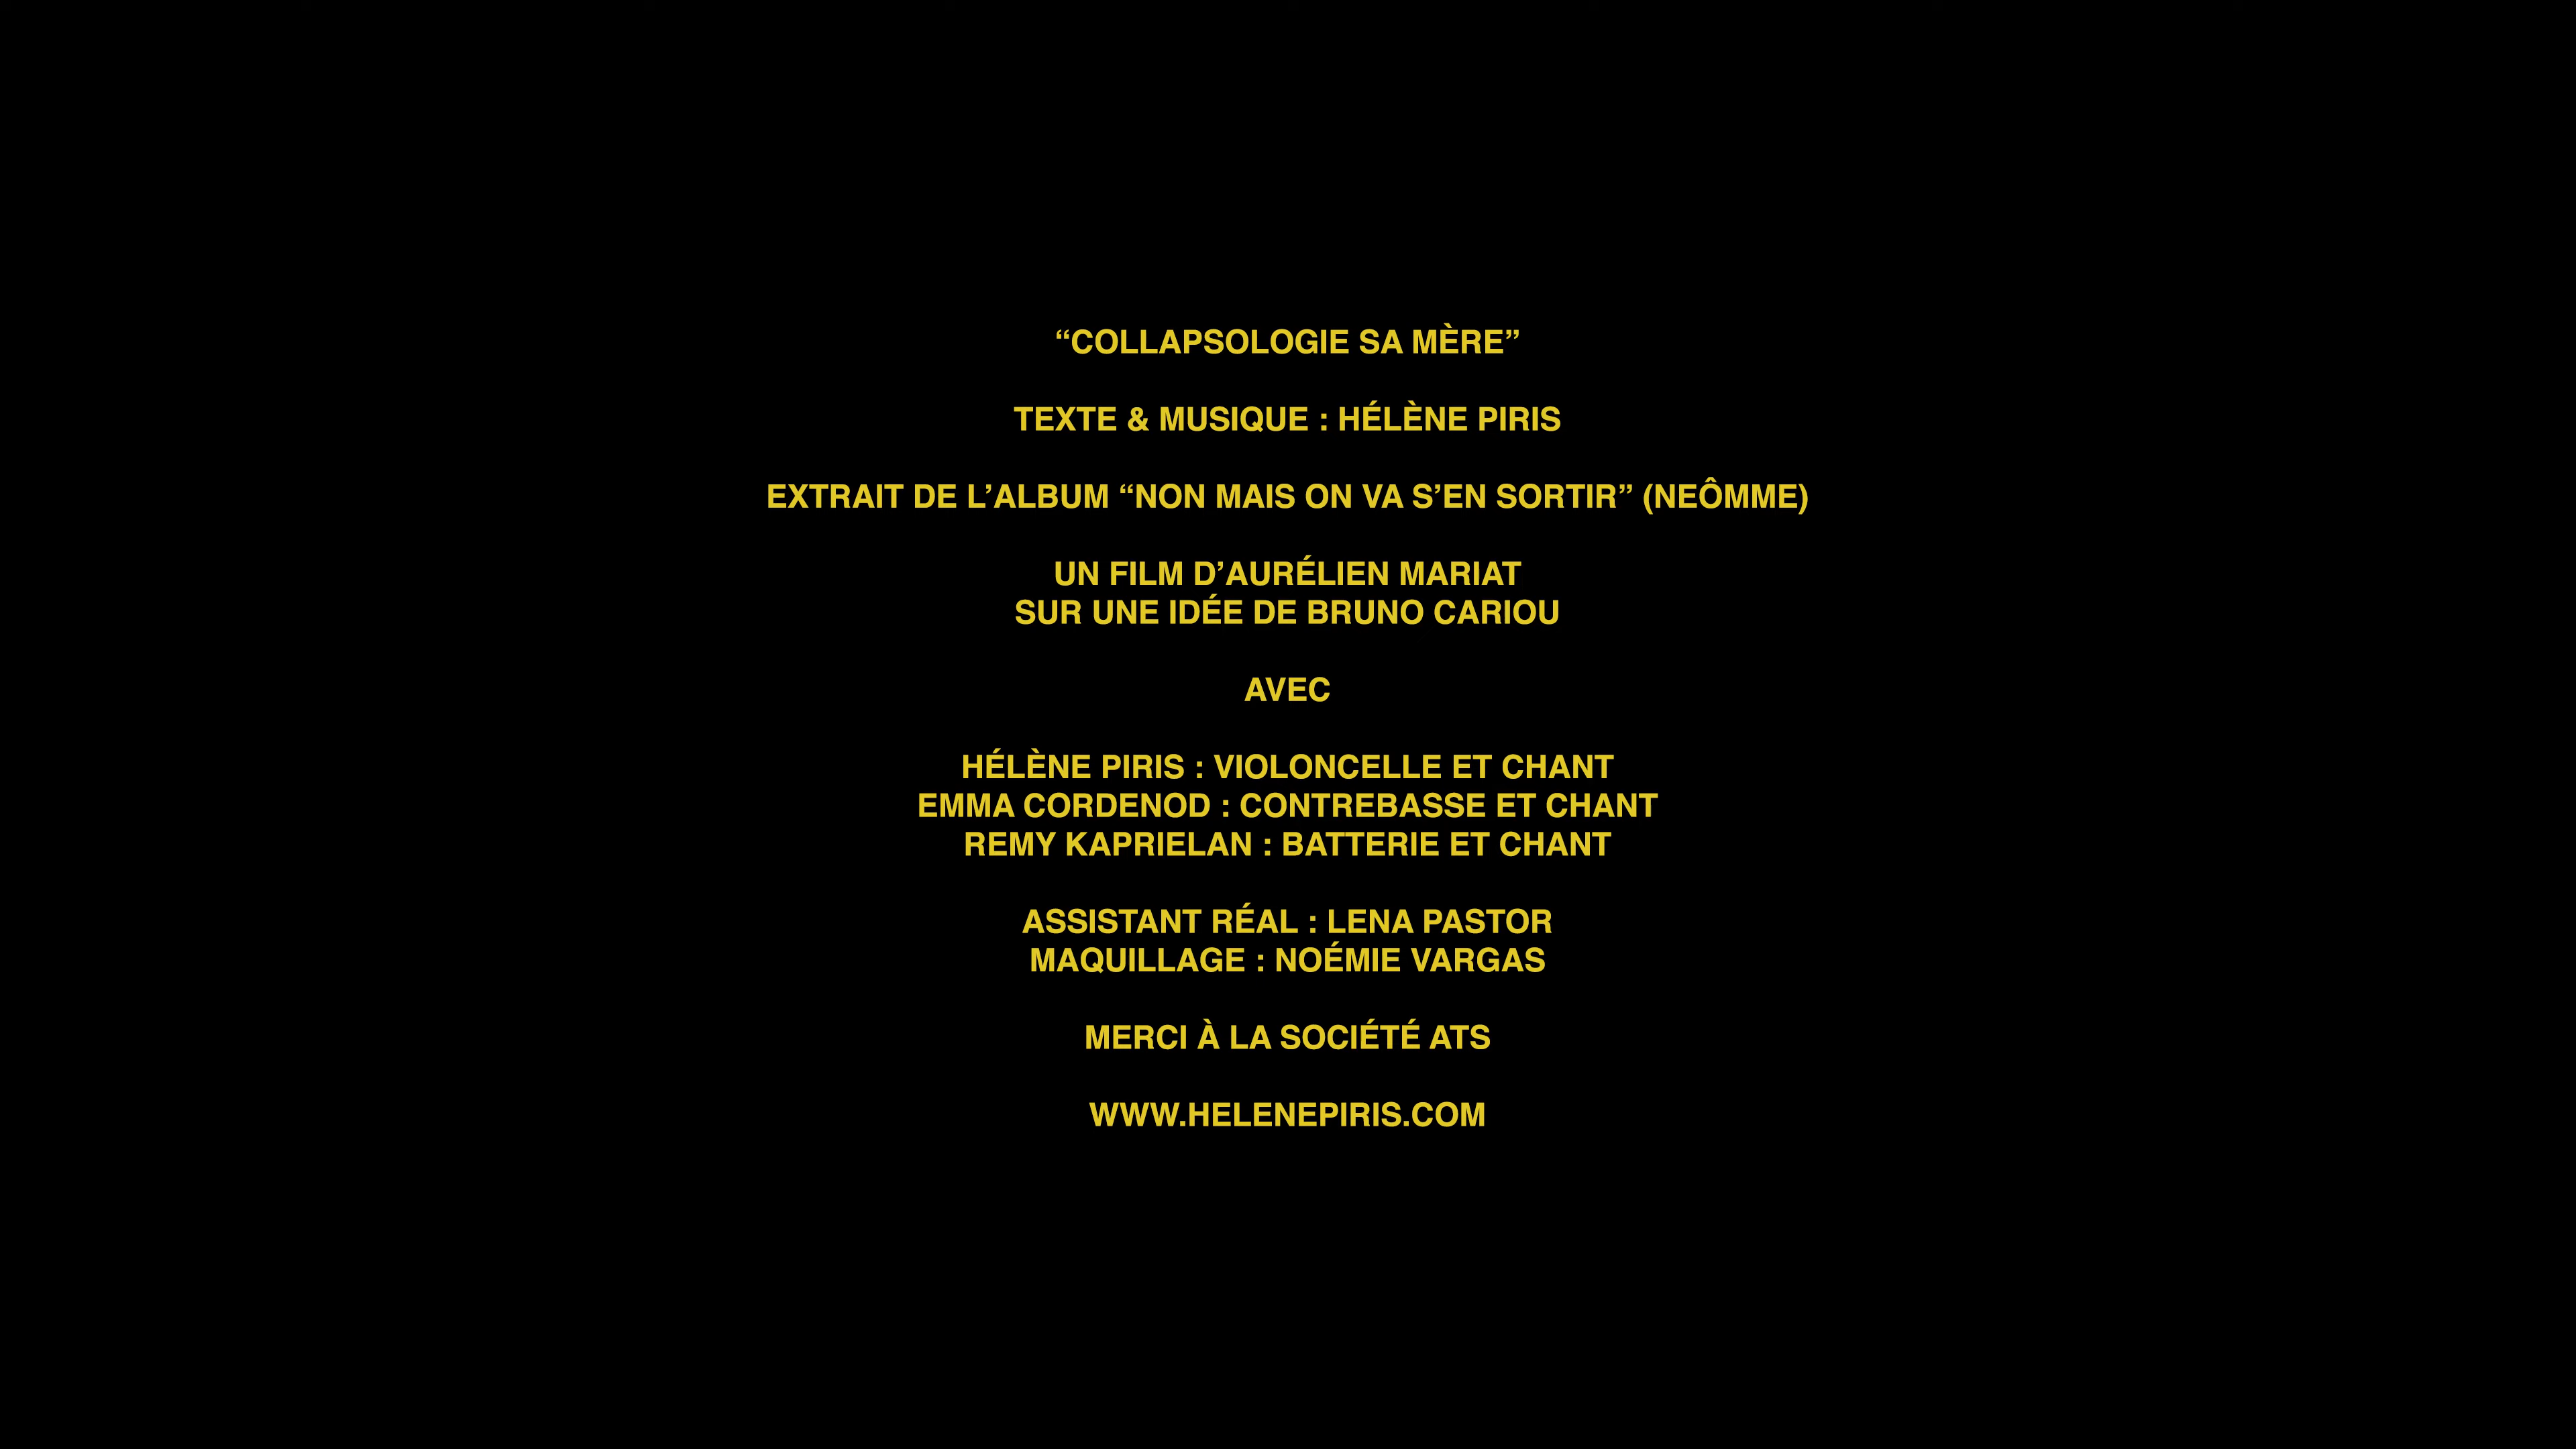 “COLLAPSOLOGIE SA MÈRE”
TEXTE & MUSIQUE : HÉLÈNE PIRIS
EXTRAIT DE L’ALBUM “NON MAIS ON VA S’EN SORTIR” (NEÔMME)
UN FILM D’AURÉLIEN MARIAT
SUR UNE IDÉE DE BRUNO CARIOU
AVEC
HÉLÈNE PIRIS : VIOLONCELLE ET CHANT
EMMA CORDENOD : CONTREBASSE ET CHANT
REMY KAPRIELAN : BATTERIE ET CHANT
ASSISTANT RÉAL : LENA PASTOR
MAQUILLAGE : NOÉMIE VARGAS
MERCI À LA SOCIÉTÉ ATS
WWW.HELENEPIRIS.COM